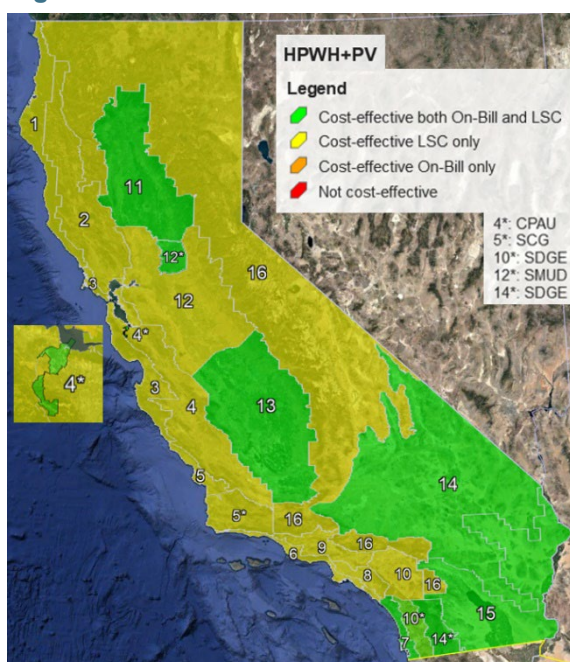 HPWH+PV
Legend
Cost-effective both On-Bill and LSC
Cost-effective LSC only
Cost-effective On-Bill only
Not cost-effective
4*: CPAU
5*: SCG
10*: SDGE
12*: SMUD
14*: SDGE
1
11
2
12*
16
3
12
4*
4*
3
4
13
5
14
5*
16
16
6
9
8
10
16
10*
15
7
14*